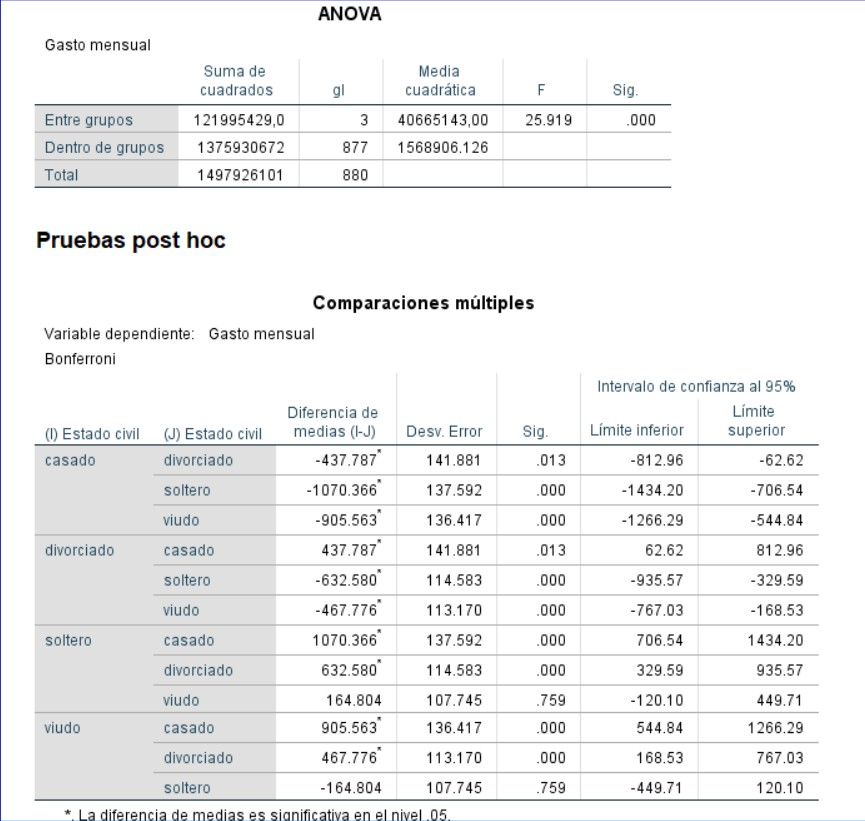 ANOVA
Gasto mensual
Suma de cuadrados gl Media cuadrática F Sig.
Entre grupos 121995429,0 3 40665143,00 25.919 .000
Dentro de grupos 1375930672 877 1568906.126
Total 1497926101 880
Pruebas post hoc
Comparaciones múltiples
Variable dependiente: Gasto mensual
Bonferroni
Intervalo de confianza al 95%
(I) Estado civil (J) Estado civil Diferencia de medias (I-J) Desv. Error Sig. Límite inferior Límite superior
casado divorciado -437.787* 141.881 .013 -812.96 -62.62
soltero -1070.366* 137.592 .000 -1434.20 -706.54
viudo -905.563* 136.417 .000 -1266.29 -544.84
divorciado casado 437.787* 141.881 .013 62.62 812.96
soltero -632.580* 114.583 .000 -935.57 -329.59
viudo -467.776* 113.170 .000 -767.03 -168.53
soltero casado 1070.366* 137.592 .000 706.54 1434.20
divorciado 632.580* 114.583 .000 329.59 935.57
viudo 164.804 107.745 .759 -120.10 449.71
viudo casado 905.563* 136.417 .000 544.84 1266.29
divorciado 467.776* 113.170 .000 168.53 767.03
soltero -164.804 107.745 .759 -449.71 120.10
*. La diferencia de medias es significativa en el nivel .05.